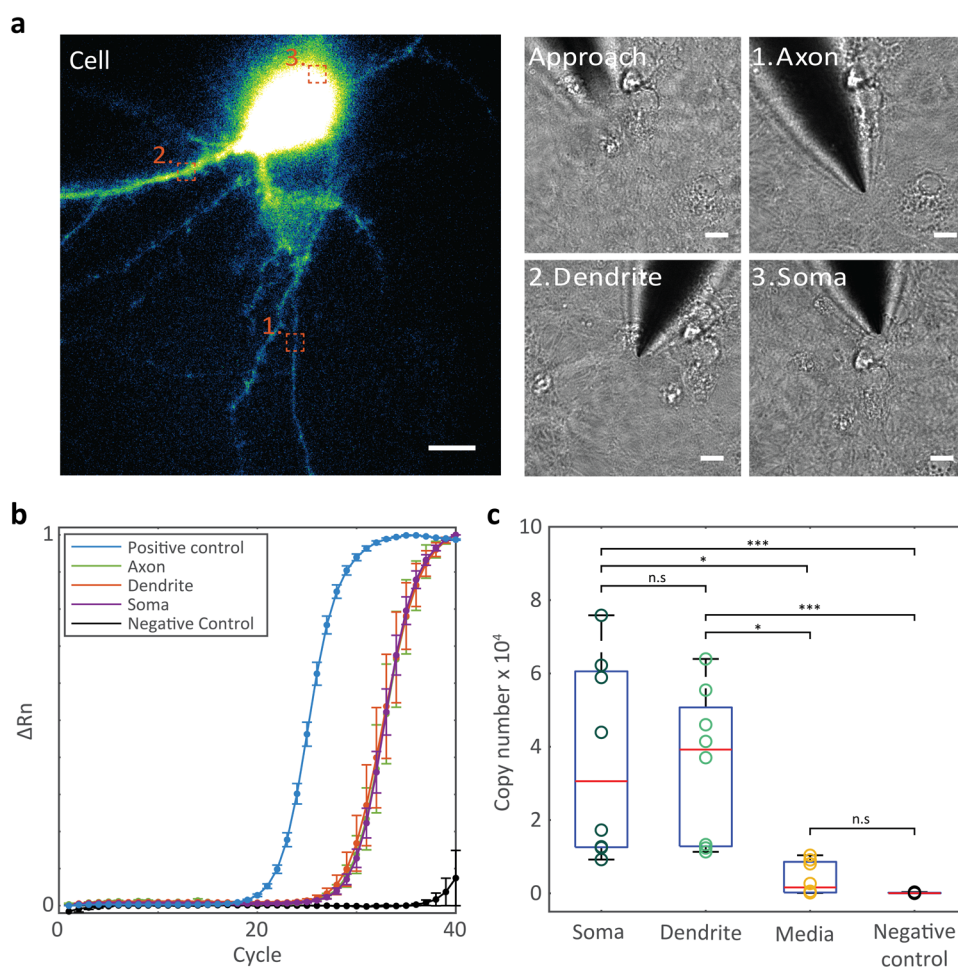 a
Cell
3.
2.
1.
Approach
1.Axon
2.Dendrite
3.Soma
b
1
ΔRn
0
Positive control
Axon
Dendrite
Soma
Negative Control
0
20
40
Cycle
c
10
8
6
4
2
0
Copy number x 10⁴
***
*
n.s
***
*
n.s
Soma
Dendrite
Media
Negative
control